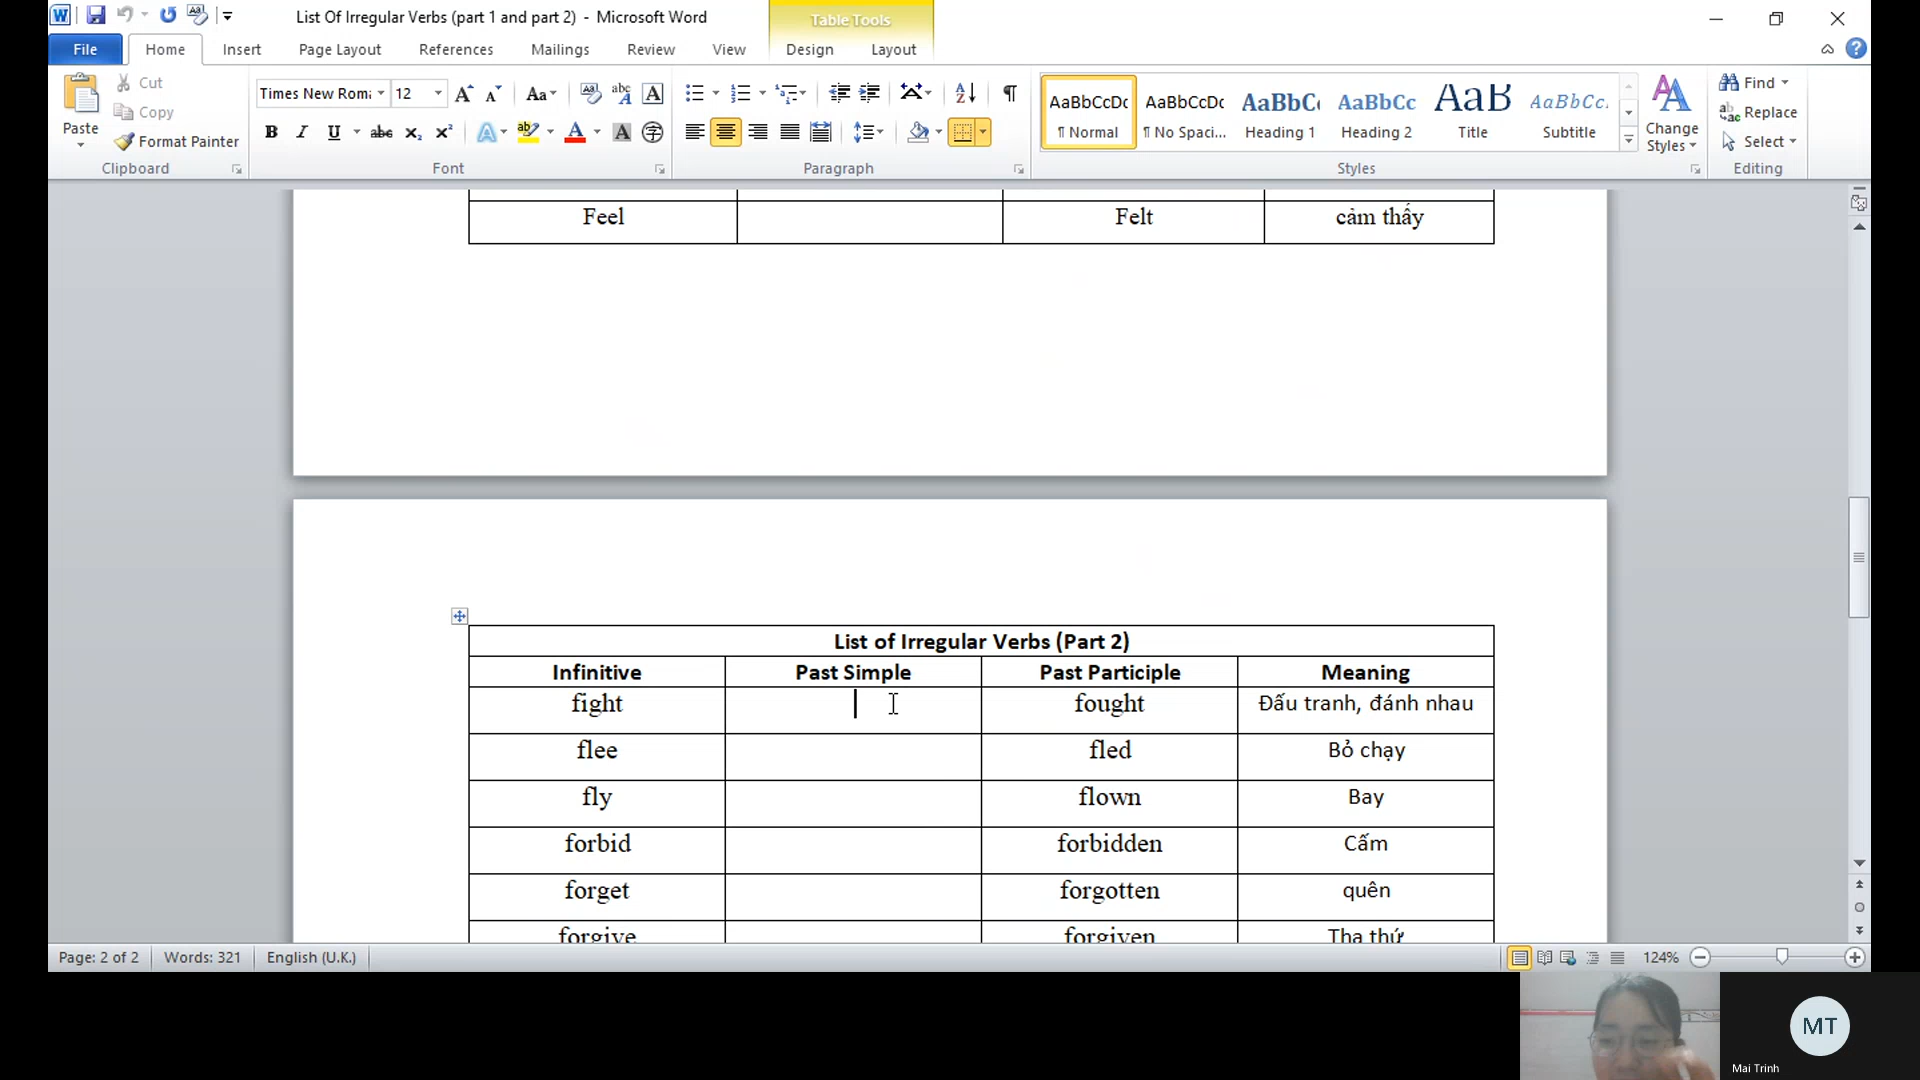 List Of Irregular Verbs (part 1 and part 2) - Microsoft Word
Table Tools
File Home Insert Page Layout References Mailings Review View Design Layout
Paste
Cut
Copy
Format Painter
Clipboard
Times New Roma 12
Font
Paragraph
AaBbCcDc AaBbCcDc AaBbC AaBbCc AaB AaBbCc.
¶ Normal ¶ No Spaci... Heading 1 Heading 2 Title Subtitle
Change Styles
Styles
Find
Replace
Select
Editing
Feel Felt cảm thấy
List of Irregular Verbs (Part 2)
Infinitive Past Simple Past Participle Meaning
fight fought Đấu tranh, đánh nhau
flee fled Bỏ chạy
fly flown Bay
forbid forbidden Cấm
forget forgotten quên
forgive forgiven Tha thứ
Page: 2 of 2 Words: 321 English (U.K.) 124%
MT
Mai Trinh